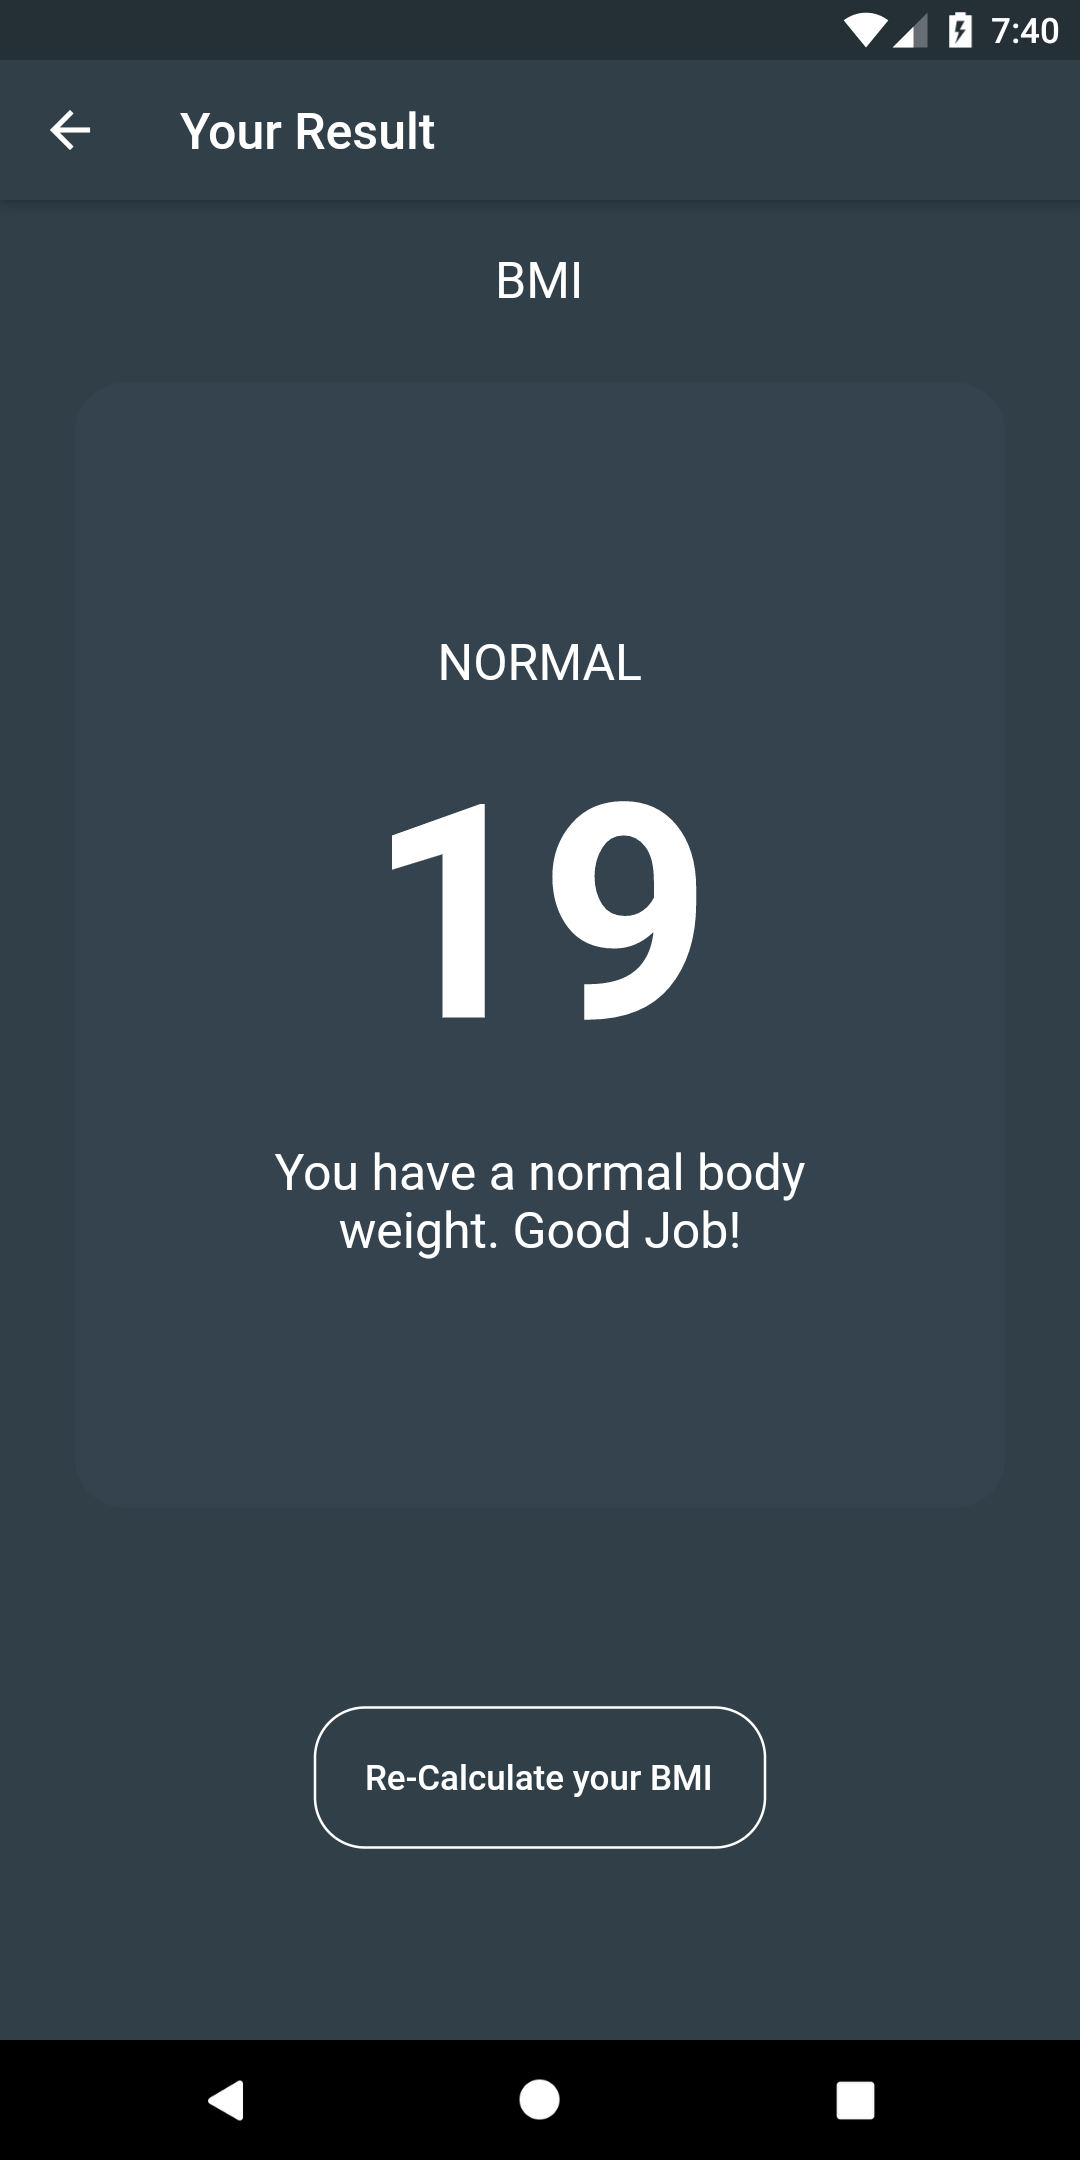 7:40
Your Result
BMI
NORMAL
19
You have a normal body
weight. Good Job!
Re-Calculate your BMI